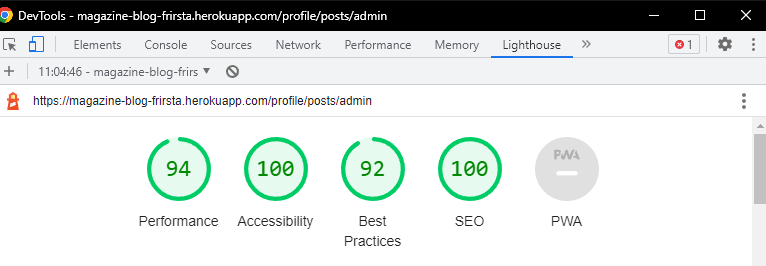 DevTools - magazine-blog-frirsta.herokuapp.com/profile/posts/admin
Elements Console Sources Network Performance Memory Lighthouse » 1
11:04:46 - magazine-blog-frirs
https://magazine-blog-frirsta.herokuapp.com/profile/posts/admin
94 100 92 100 PWA
Performance Accessibility Best Practices SEO PWA